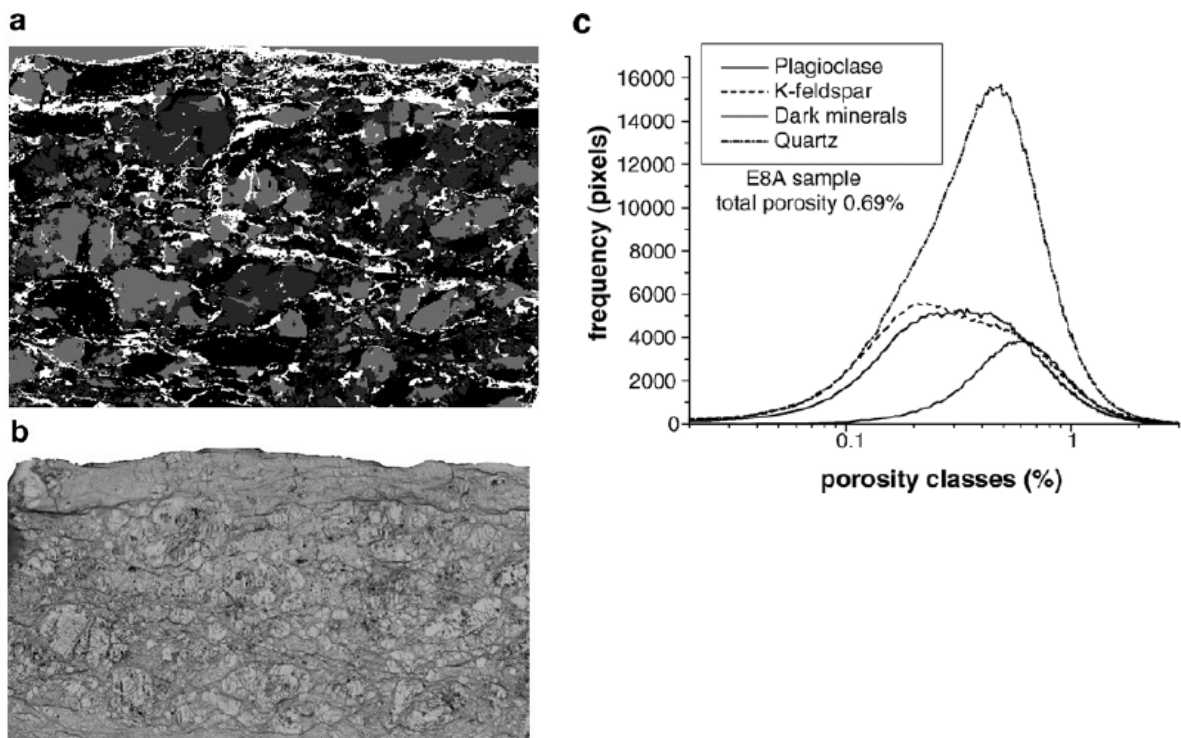 a
b
c
Plagioclase
K-feldspar
Dark minerals
Quartz
E8A sample
total porosity 0.69%
frequency (pixels)
16000
14000
12000
10000
8000
6000
4000
2000
0
0.1
1
porosity classes (%)